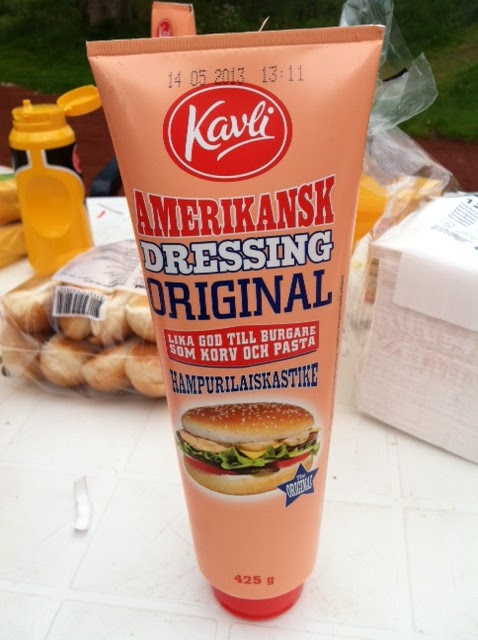 14 05 2013 13:11
Kavli
AMERIKANSK
DRESSING
ORIGINAL
LIKA GOD TILL BURGARE
SOM KORV OCH PASTA
HAMPURILAISKASTIKE
The
ORIGINAL
425 g